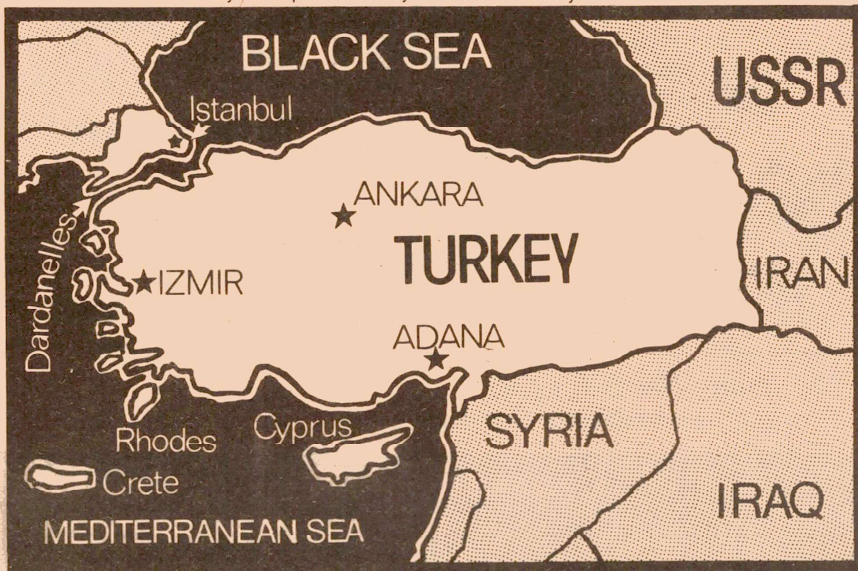 BLACK SEA
USSR
Istanbul
ANKARA
TURKEY
Dardanelles
IZMIR
IRAN
ADANA
Rhodes
Cyprus
SYRIA
Crete
IRAQ
MEDITERRANEAN SEA